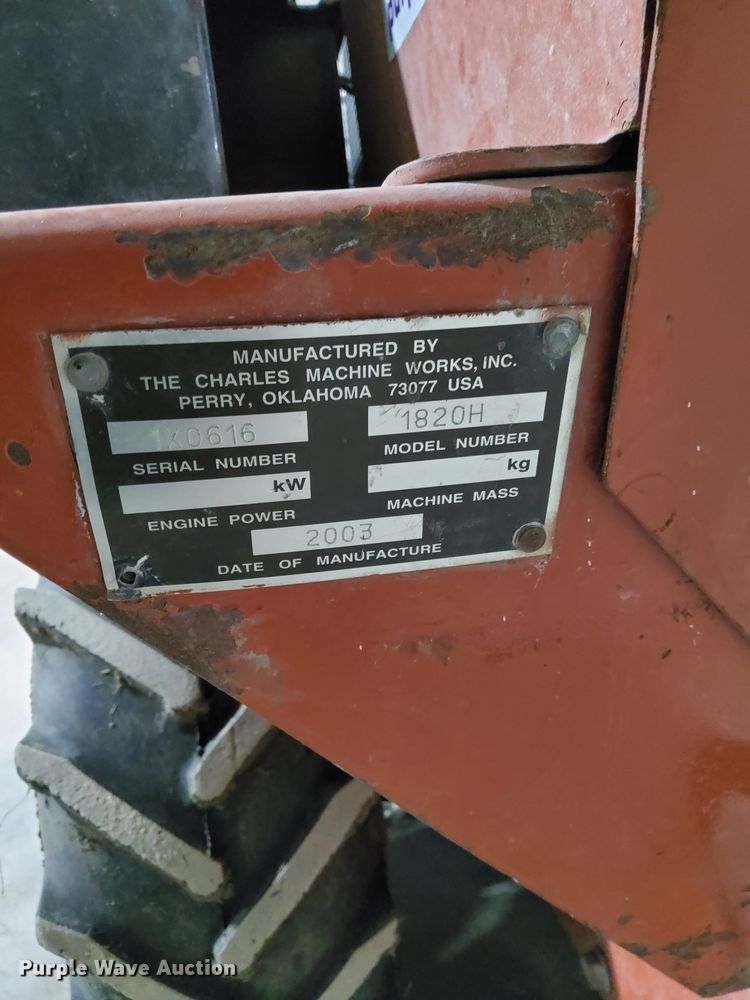 MANUFACTURED BY
THE CHARLES MACHINE WORKS, INC.
PERRY, OKLAHOMA 73077 USA
1X0616
1820H
SERIAL NUMBER
MODEL NUMBER
kW
kg
ENGINE POWER
MACHINE MASS
2003
DATE OF MANUFACTURE
Purple Wave Auction